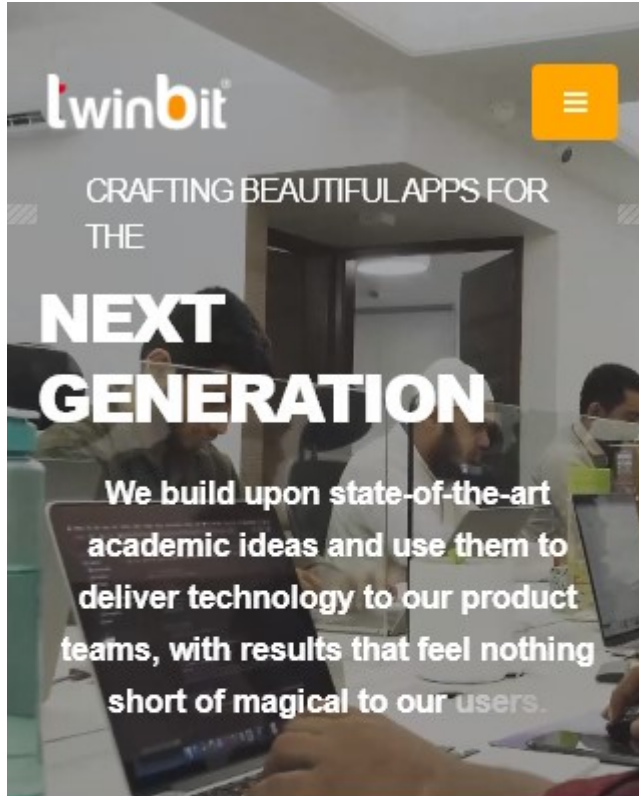 twinbit®
CRAFTING BEAUTIFUL APPS FOR
THE
NEXT
GENERATION
We build upon state-of-the-art
academic ideas and use them to
deliver technology to our product
teams, with results that feel nothing
short of magical to our users.